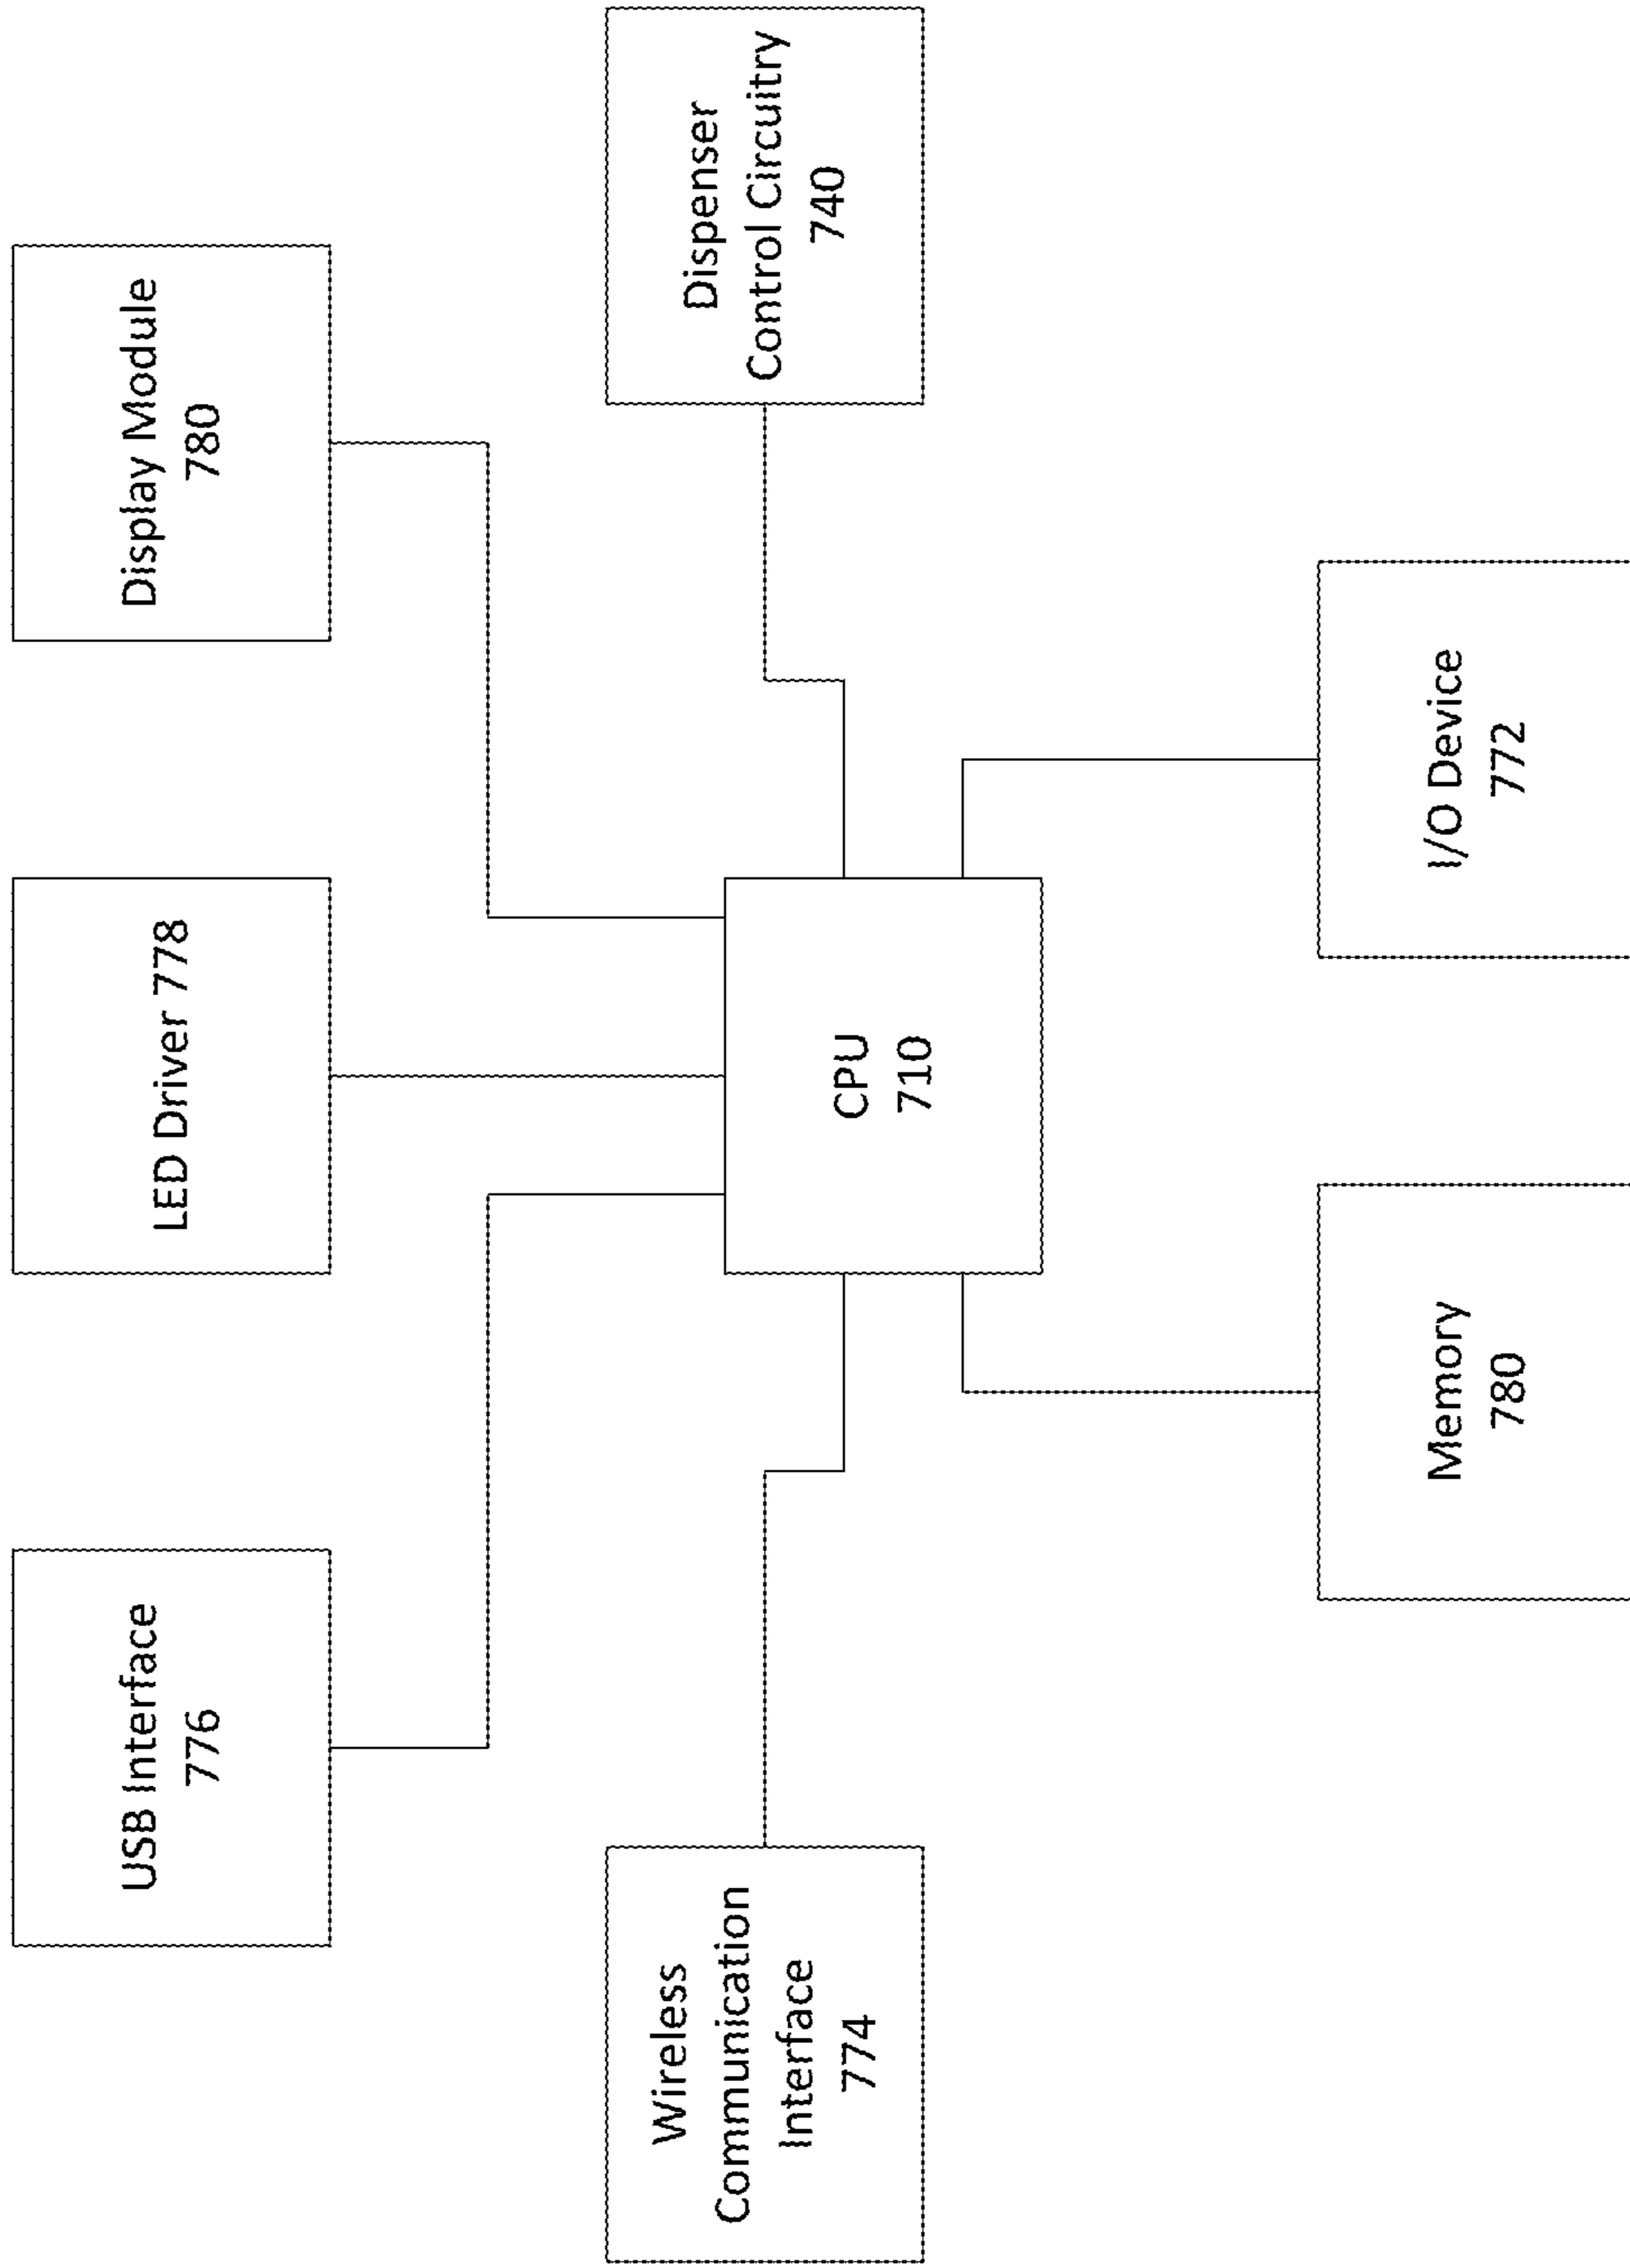 USB Interface
776
LED Driver 778
Display Module
780
Wireless
Communication
Interface
774
CPU
710
Dispenser
Control Circuitry
740
Memory
780
I/O Device
772